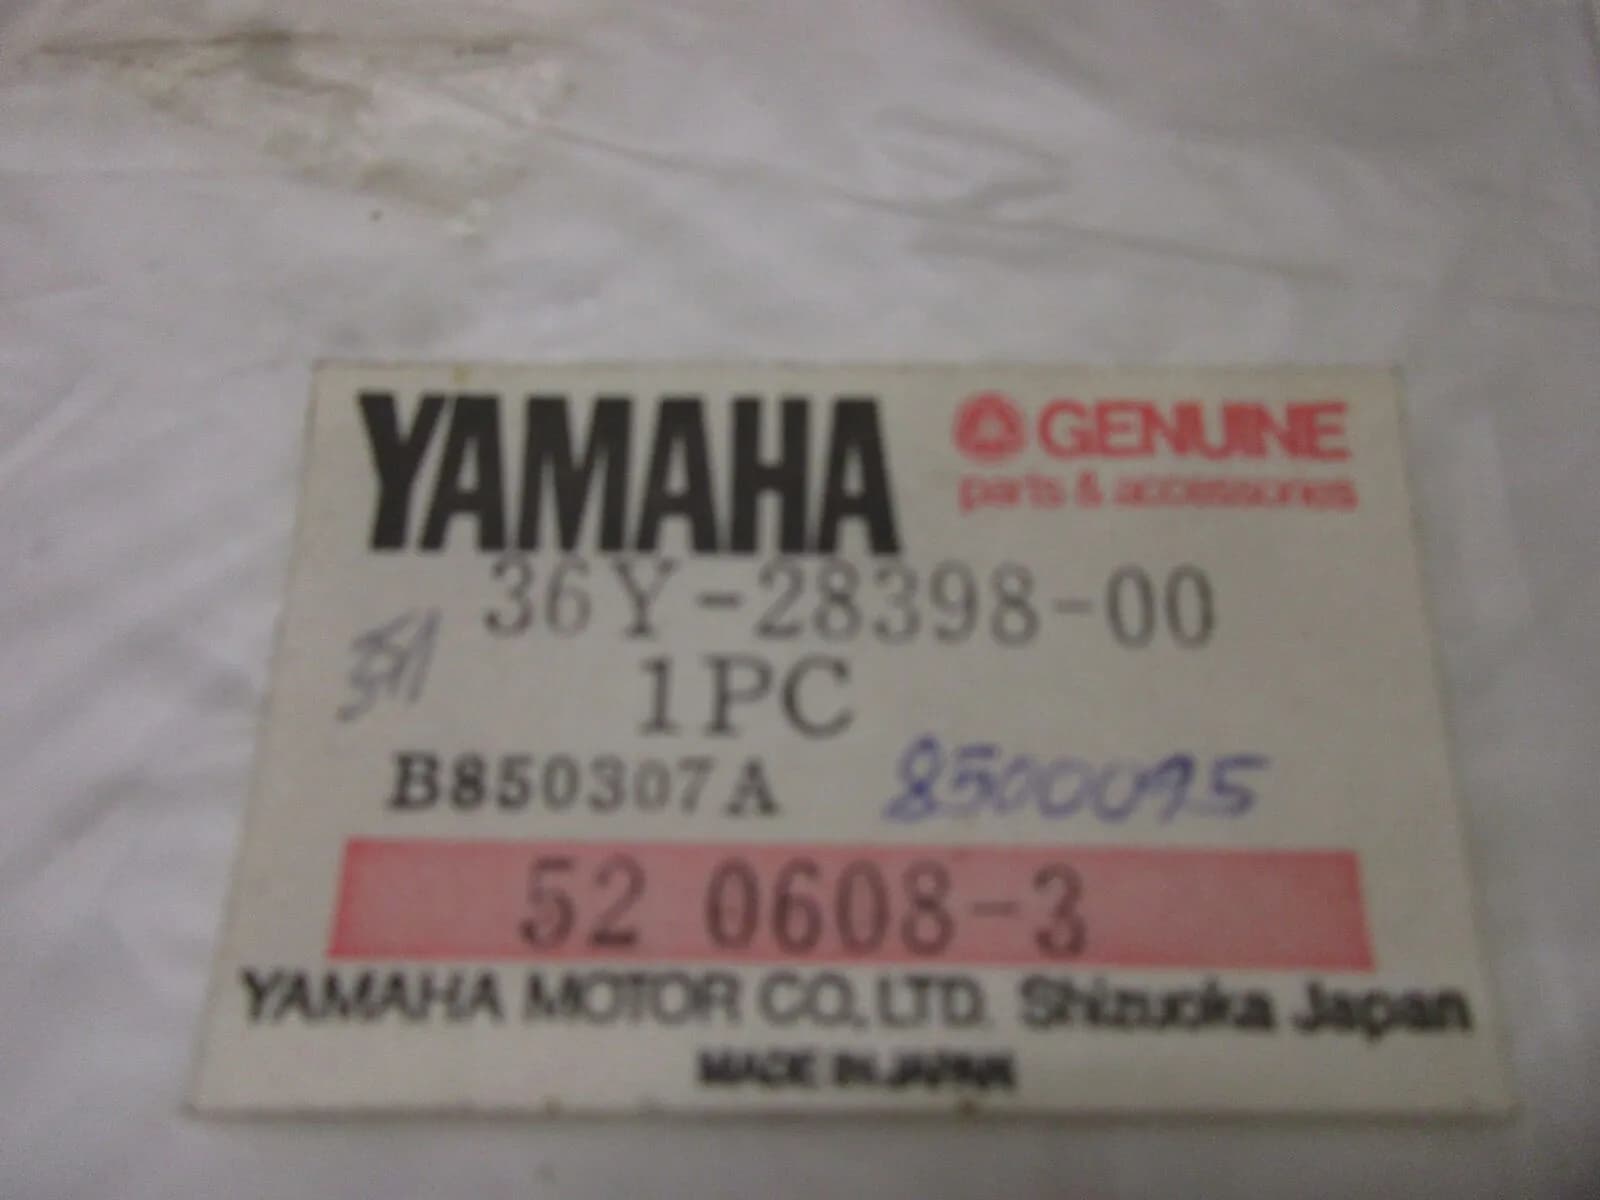 YAMAHA
GENUINE
parts & accessories
36Y-28398-00
1PC
B850307A
52 0608-3
YAMAHA MOTOR CO., LTD. Shizuoka Japan
MADE IN JAPAN